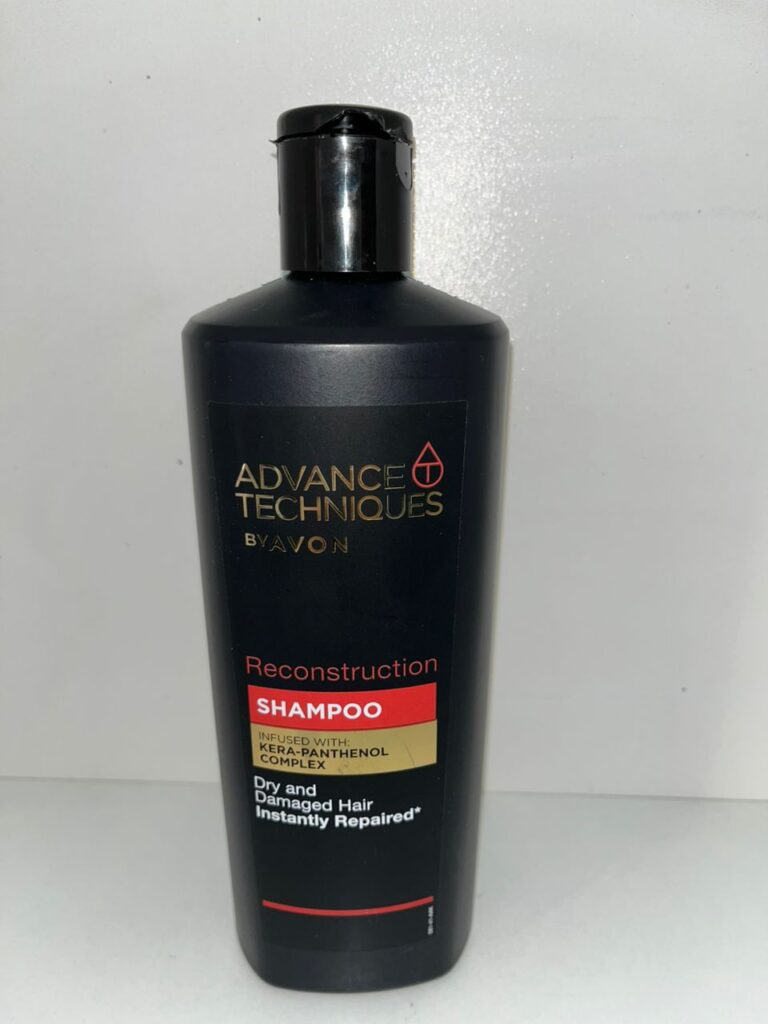 ADVANCE T
TECHNIQUES
BY AVON
Reconstruction
SHAMPOO
INFUSED WITH:
KERA-PANTHENOL
COMPLEX
Dry and
Damaged Hair
Instantly Repaired*